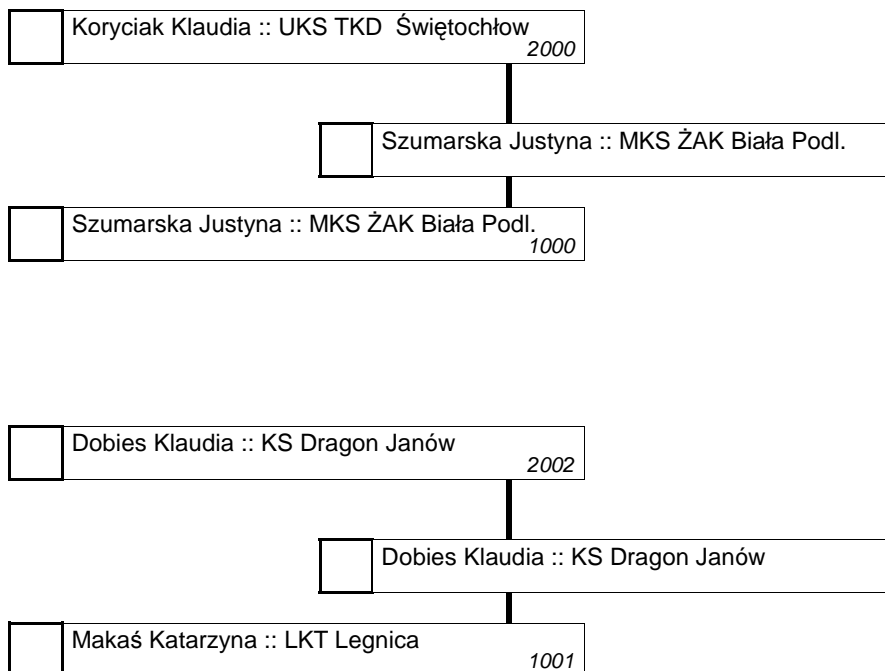 Koryciak Klaudia :: UKS TKD  Świętochłow
2000
Szumarska Justyna :: MKS ŻAK Biała Podl.
Szumarska Justyna :: MKS ŻAK Biała Podl.
1000
Dobies Klaudia :: KS Dragon Janów
2002
Dobies Klaudia :: KS Dragon Janów
Makaś Katarzyna :: LKT Legnica
1001